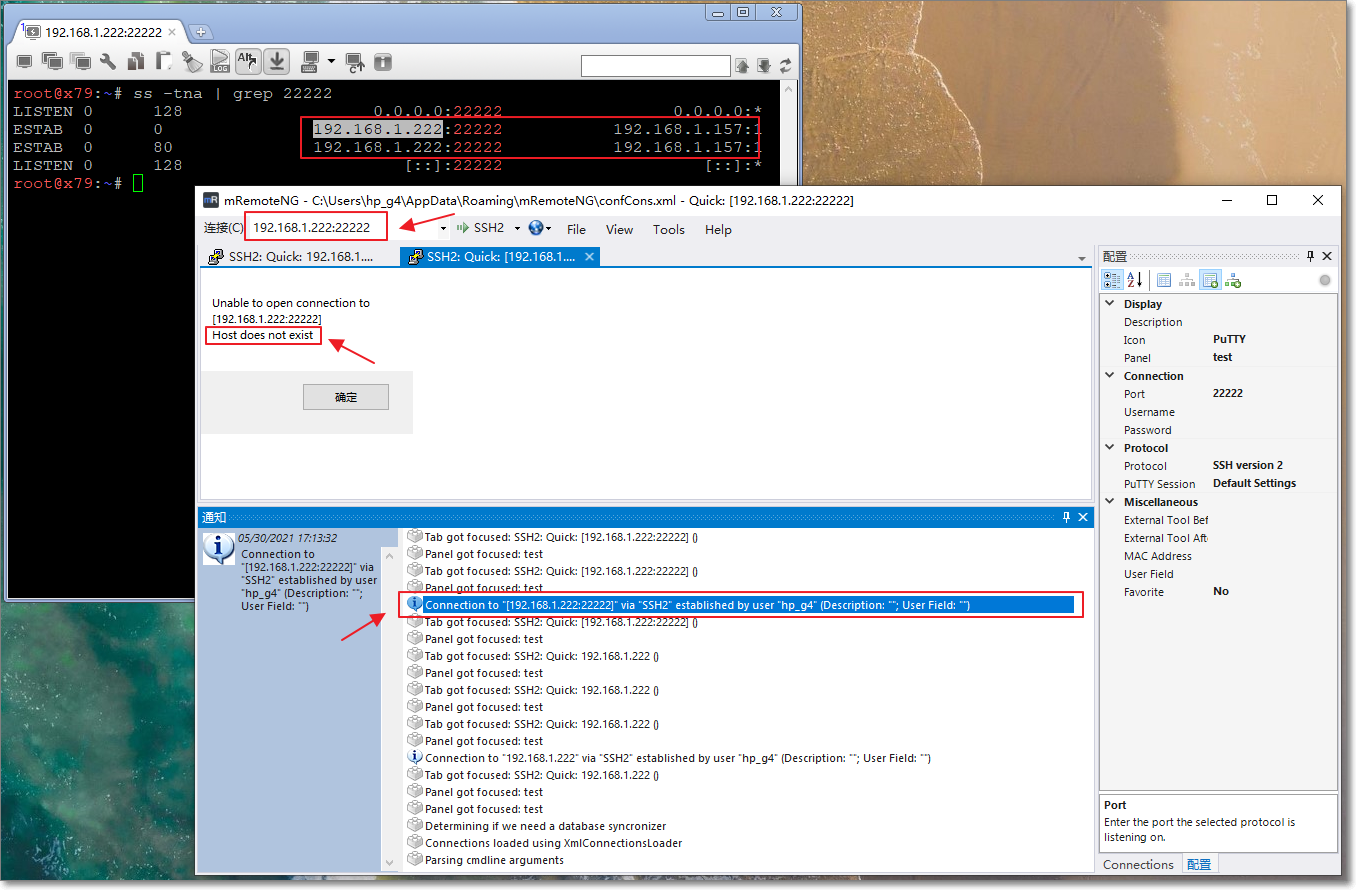 1 192.168.1.222:22222
root@x79:~# ss -tna | grep 22222
LISTEN 0 128 0.0.0.0:22222 0.0.0.0:*
ESTAB 0 0 192.168.1.222:22222 192.168.1.157:1
ESTAB 0 80 192.168.1.222:22222 192.168.1.157:1
LISTEN 0 128 [::]:22222 [::]:*
root@x79:~#
mRemoteNG - C:\Users\hp_g4\AppData\Roaming\mRemoteNG\confCons.xml - Quick: [192.168.1.222:22222]
连接(C) 192.168.1.222:22222 SSH2 File View Tools Help
SSH2: Quick: 192.168.1.... SSH2: Quick: [192.168.1....
Unable to open connection to
[192.168.1.222:22222]
Host does not exist
确定
配置
Display
Description
Icon PuTTY
Panel test
Connection
Port 22222
Username
Password
Protocol
Protocol SSH version 2
PuTTY Session Default Settings
Miscellaneous
External Tool Bef
External Tool Aft
MAC Address
User Field
Favorite No
Port
Enter the port the selected protocol is
listening on.
Connections 配置
通知
05/30/2021 17:13:32
Connection to
"[192.168.1.222:22222]" via
"SSH2" established by user
"hp_g4" (Description: "";
User Field: "")
Tab got focused: SSH2: Quick: [192.168.1.222:22222] ()
Panel got focused: test
Tab got focused: SSH2: Quick: [192.168.1.222:22222] ()
Panel got focused: test
Connection to "[192.168.1.222:22222]" via "SSH2" established by user "hp_g4" (Description: ""; User Field: "")
Tab got focused: SSH2: Quick: [192.168.1.222:22222] ()
Panel got focused: test
Tab got focused: SSH2: Quick: 192.168.1.222 ()
Panel got focused: test
Tab got focused: SSH2: Quick: 192.168.1.222 ()
Panel got focused: test
Tab got focused: SSH2: Quick: 192.168.1.222 ()
Panel got focused: test
Connection to "192.168.1.222" via "SSH2" established by user "hp_g4" (Description: ""; User Field: "")
Tab got focused: SSH2: Quick: 192.168.1.222 ()
Panel got focused: test
Panel got focused: test
Determining if we need a database syncronizer
Connections loaded using XmlConnectionsLoader
Parsing cmdline arguments